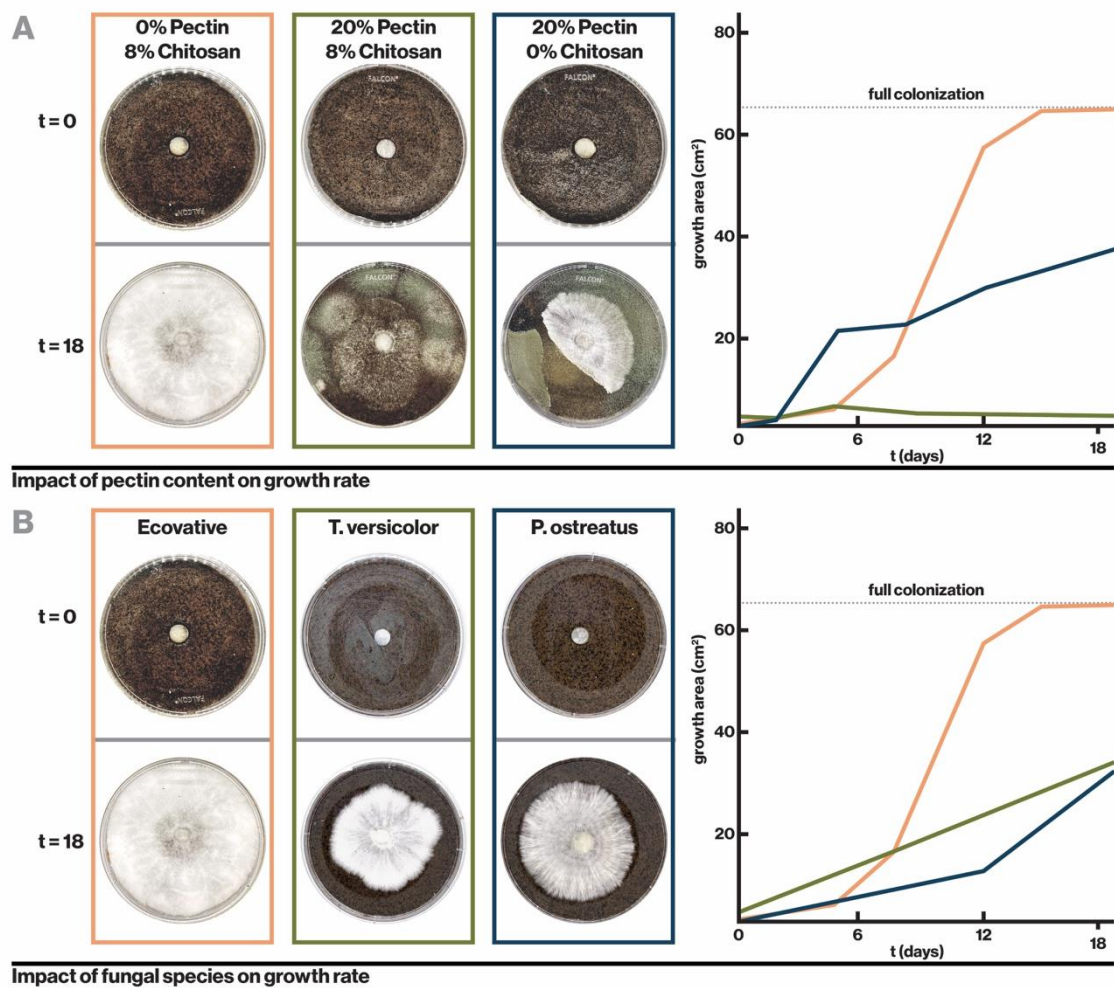 A
0% Pectin
8% Chitosan
20% Pectin
8% Chitosan
20% Pectin
0% Chitosan
t = 0
FALCON®
FALCON®
FALCON®
t = 18
FALCON®
FALCON®
80
full colonization
60
growth area (cm²)
40
20
0
6
12
18
t (days)
Impact of pectin content on growth rate
B
Ecovative
T. versicolor
P. ostreatus
t = 0
FALCON®
t = 18
80
full colonization
60
growth area (cm²)
40
20
0
6
12
18
t (days)
Impact of fungal species on growth rate